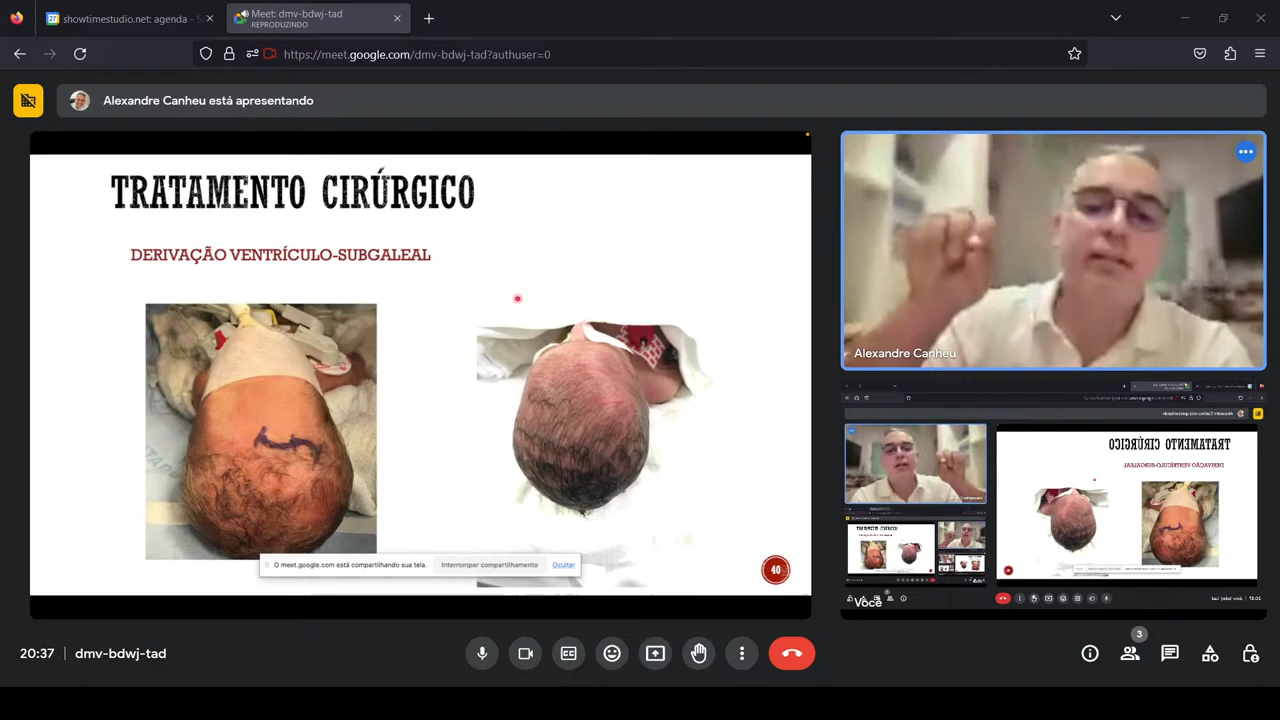 showtimestudio.net: agenda - S
Meet: dmv-bdwj-tad
REPRODUZINDO
https://meet.google.com/dmv-bdwj-tad?authuser=0
Alexandre Canheu está apresentando
TRATAMENTO CIRÚRGICO
DERIVAÇÃO VENTRÍCULO-SUBGALEAL
O meet.google.com está compartilhando sua tela.
Interromper compartilhamento
Ocultar
40
Alexandre Canheu
TRATAMENTO CIRÚRGICO
DERIVAÇÃO VENTRÍCULO-SUBGALEAL
Você
20:37 | dmv-bdwj-tad
3